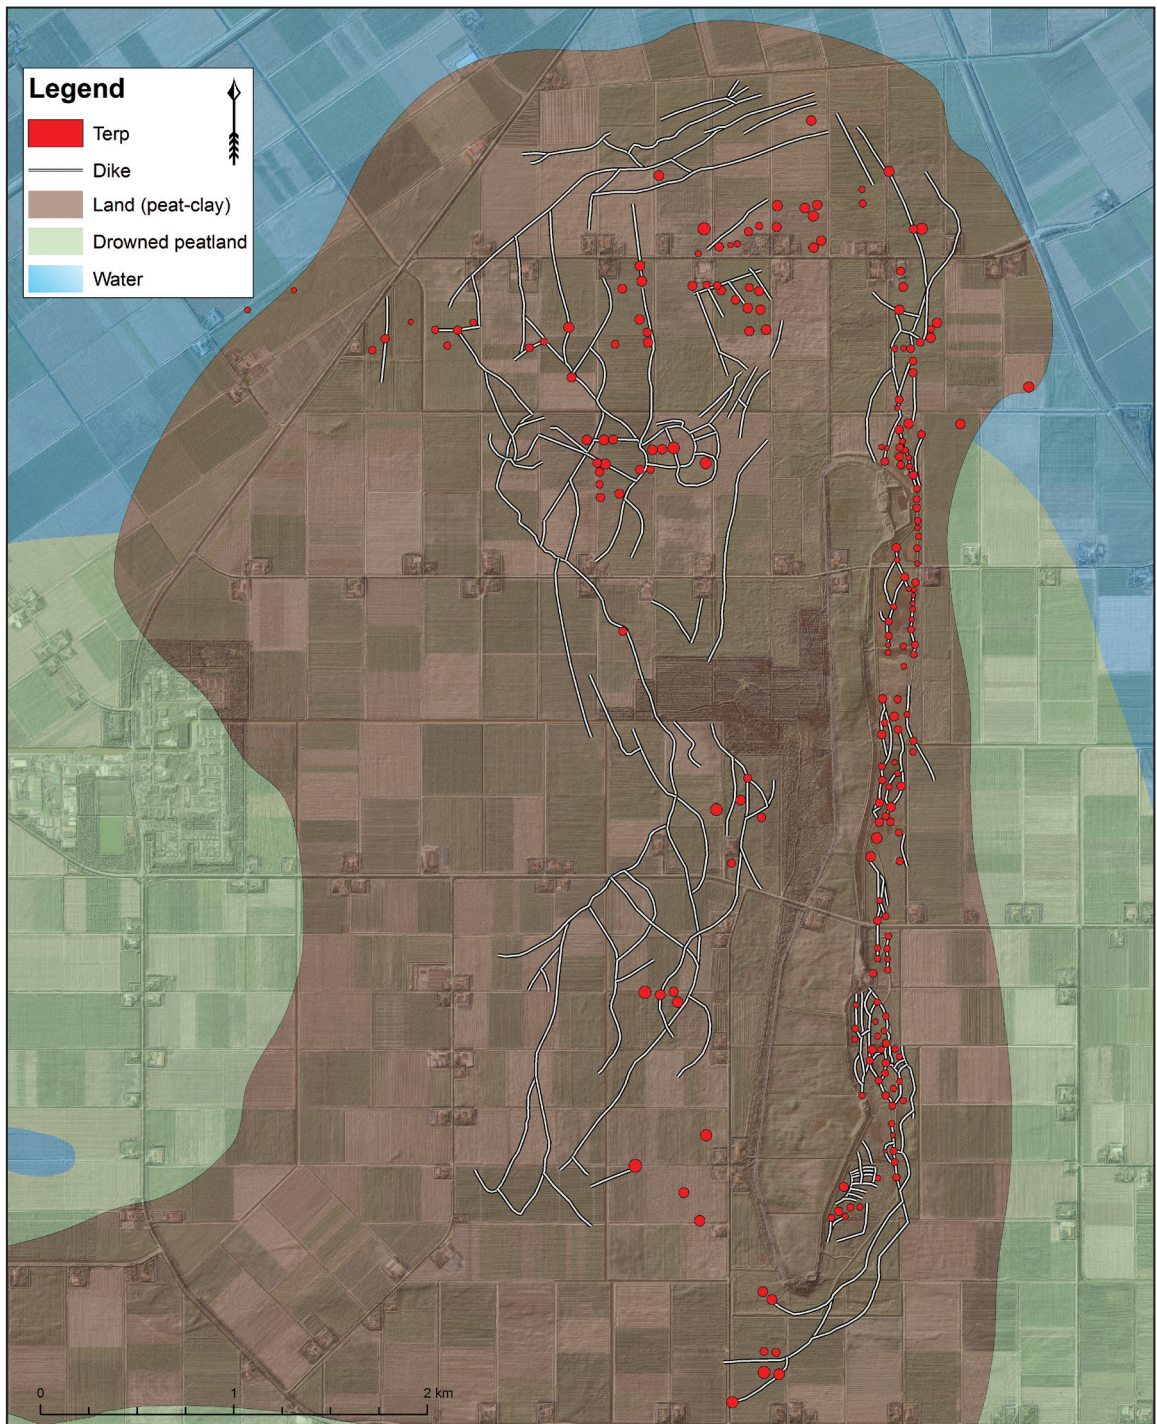 Legend
Terp
Dike
Land (peat-clay)
Drowned peatland
Water
0 1 2 km